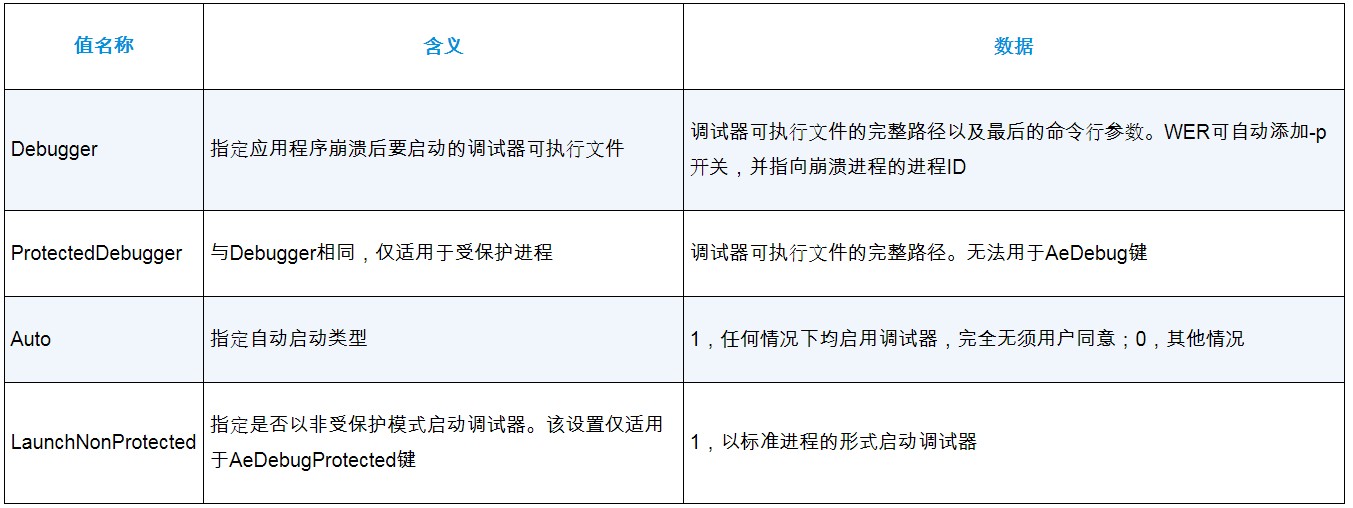 值名称
含义
数据
Debugger
指定应用程序崩溃后要启动的调试器可执行文件
调试器可执行文件的完整路径以及最后的命令行参数。WER可自动添加-p
开关，并指向崩溃进程的进程ID
ProtectedDebugger
与Debugger相同，仅适用于受保护进程
调试器可执行文件的完整路径。无法用于AeDebug键
Auto
指定自动启动类型
1，任何情况下均启用调试器，完全无须用户同意；0，其他情况
LaunchNonProtected
指定是否以非受保护模式启动调试器。该设置仅适用
于AeDebugProtected键
1，以标准进程的形式启动调试器